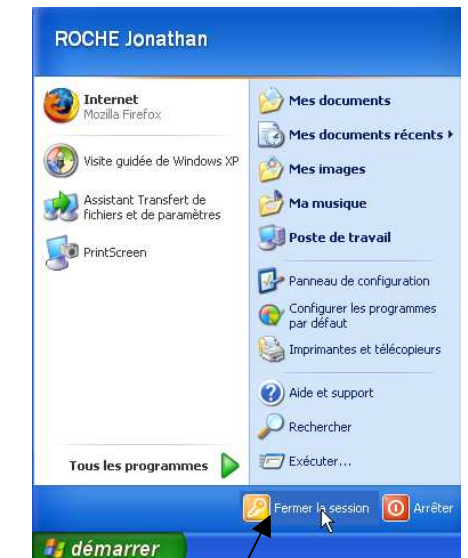 ROCHE Jonathan
Internet
Mozilla Firefox
Visite guidée de Windows XP
Assistant Transfert de
fichiers et de paramètres
PrintScreen
Tous les programmes
Mes documents
Mes documents récents
Mes images
Ma musique
Poste de travail
Panneau de configuration
Configurer les programmes
par défaut
Imprimantes et télécopieurs
Aide et support
Rechercher
Exécuter...
Fermer la session
Arrêter
démarrer